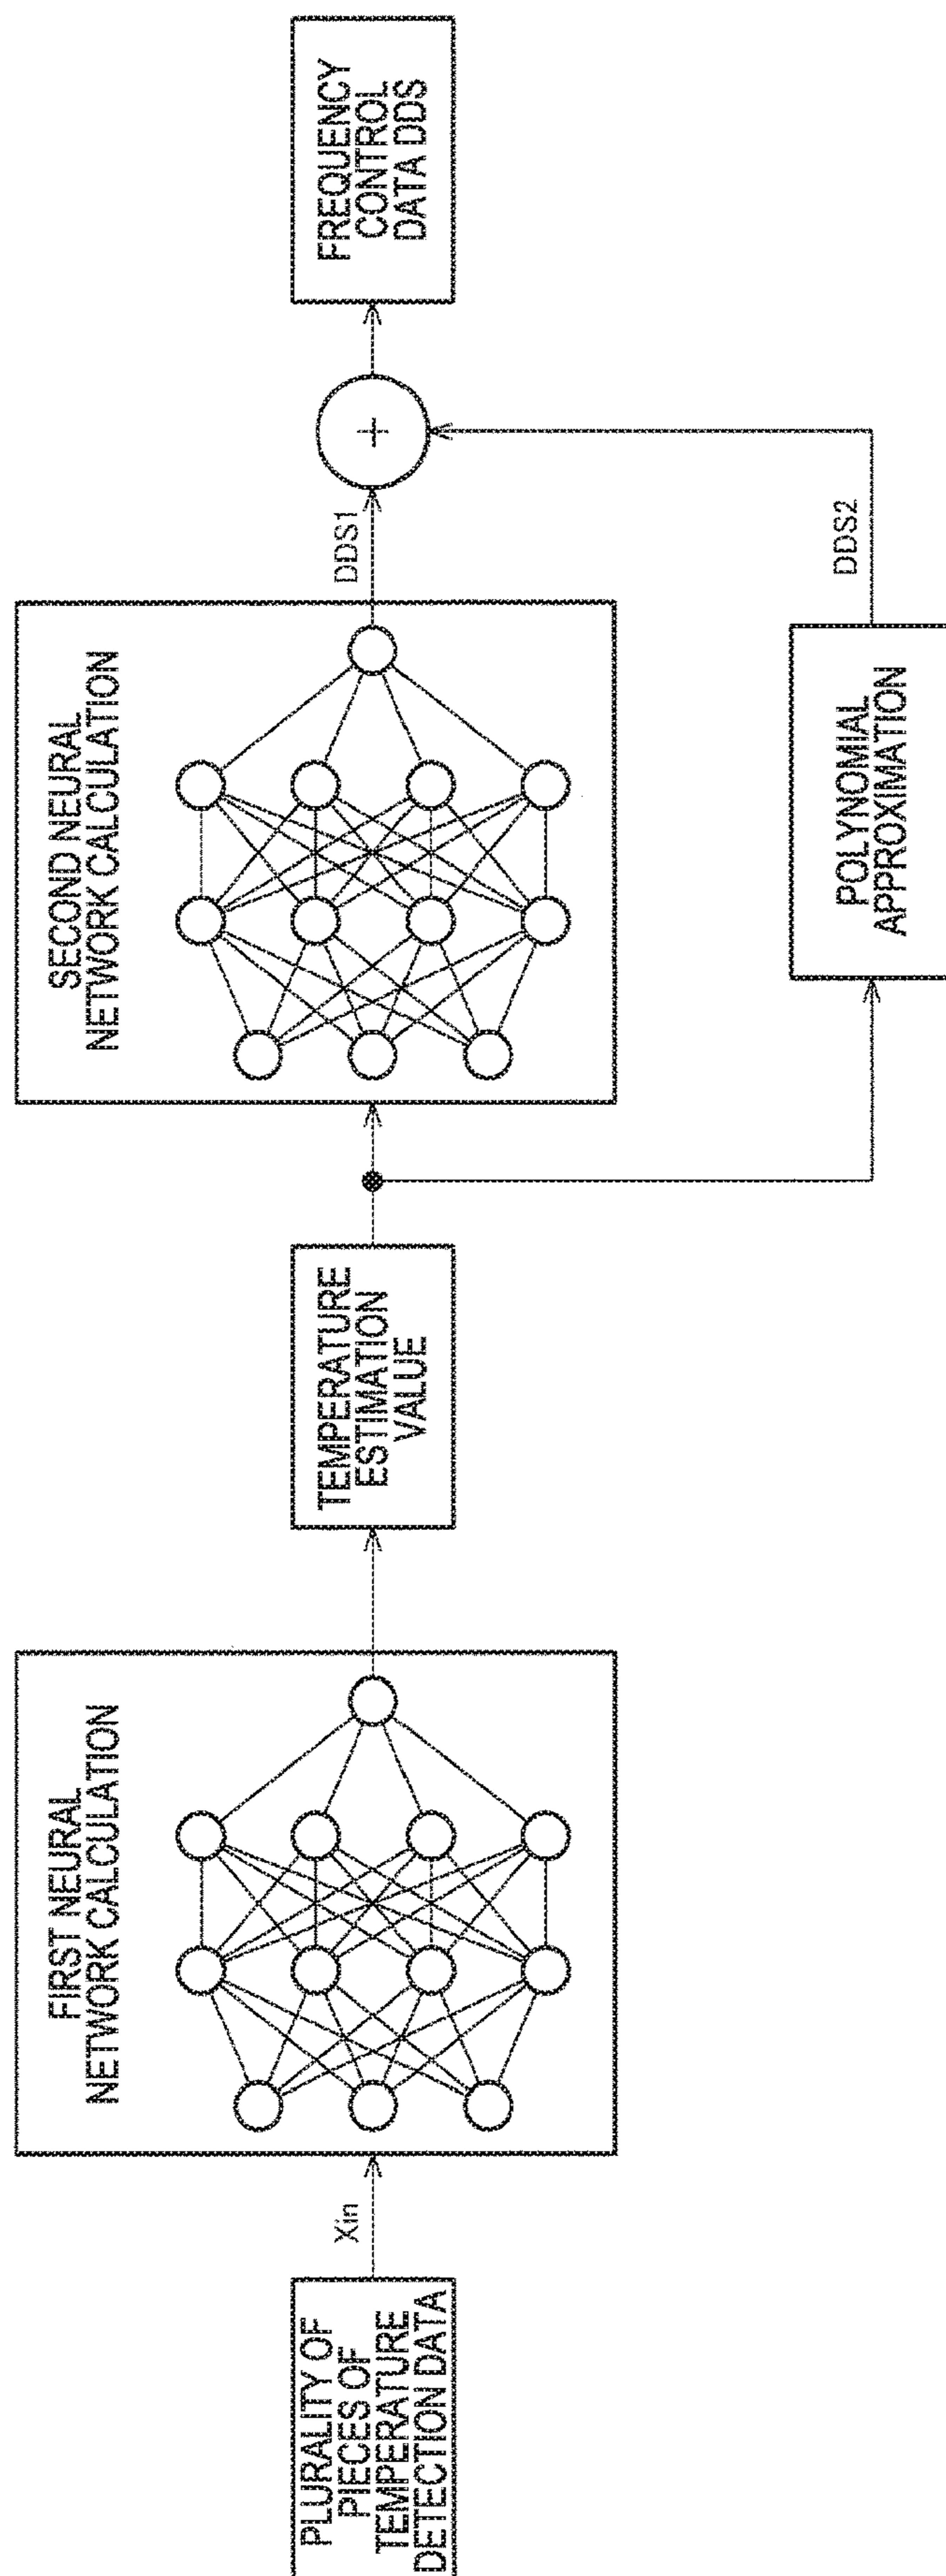 PLURALITY OF
PIECES OF
TEMPERATURE
DETECTION DATA
Xin
FIRST NEURAL
NETWORK CALCULATION
TEMPERATURE
ESTIMATION
VALUE
SECOND NEURAL
NETWORK CALCULATION
DDS1
+
FREQUENCY
CONTROL
DATA DDS
POLYNOMIAL
APPROXIMATION
DDS2